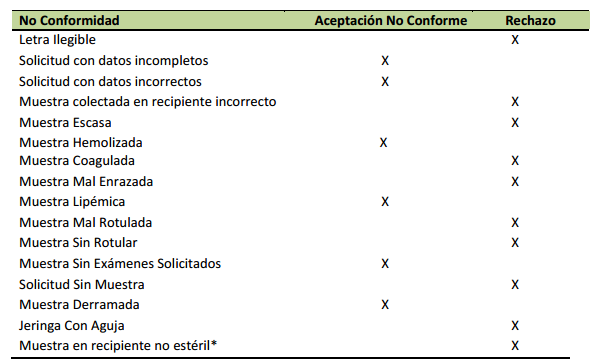 No Conformidad Aceptación No Conforme Rechazo
Letra Ilegible X
Solicitud con datos incompletos X
Solicitud con datos incorrectos X
Muestra colectada en recipiente incorrecto X
Muestra Escasa X
Muestra Hemolizada X
Muestra Coagulada X
Muestra Mal Enrazada X
Muestra Lipémica X
Muestra Mal Rotulada X
Muestra Sin Rotular X
Muestra Sin Exámenes Solicitados X
Solicitud Sin Muestra X
Muestra Derramada X
Jeringa Con Aguja X
Muestra en recipiente no estéril* X